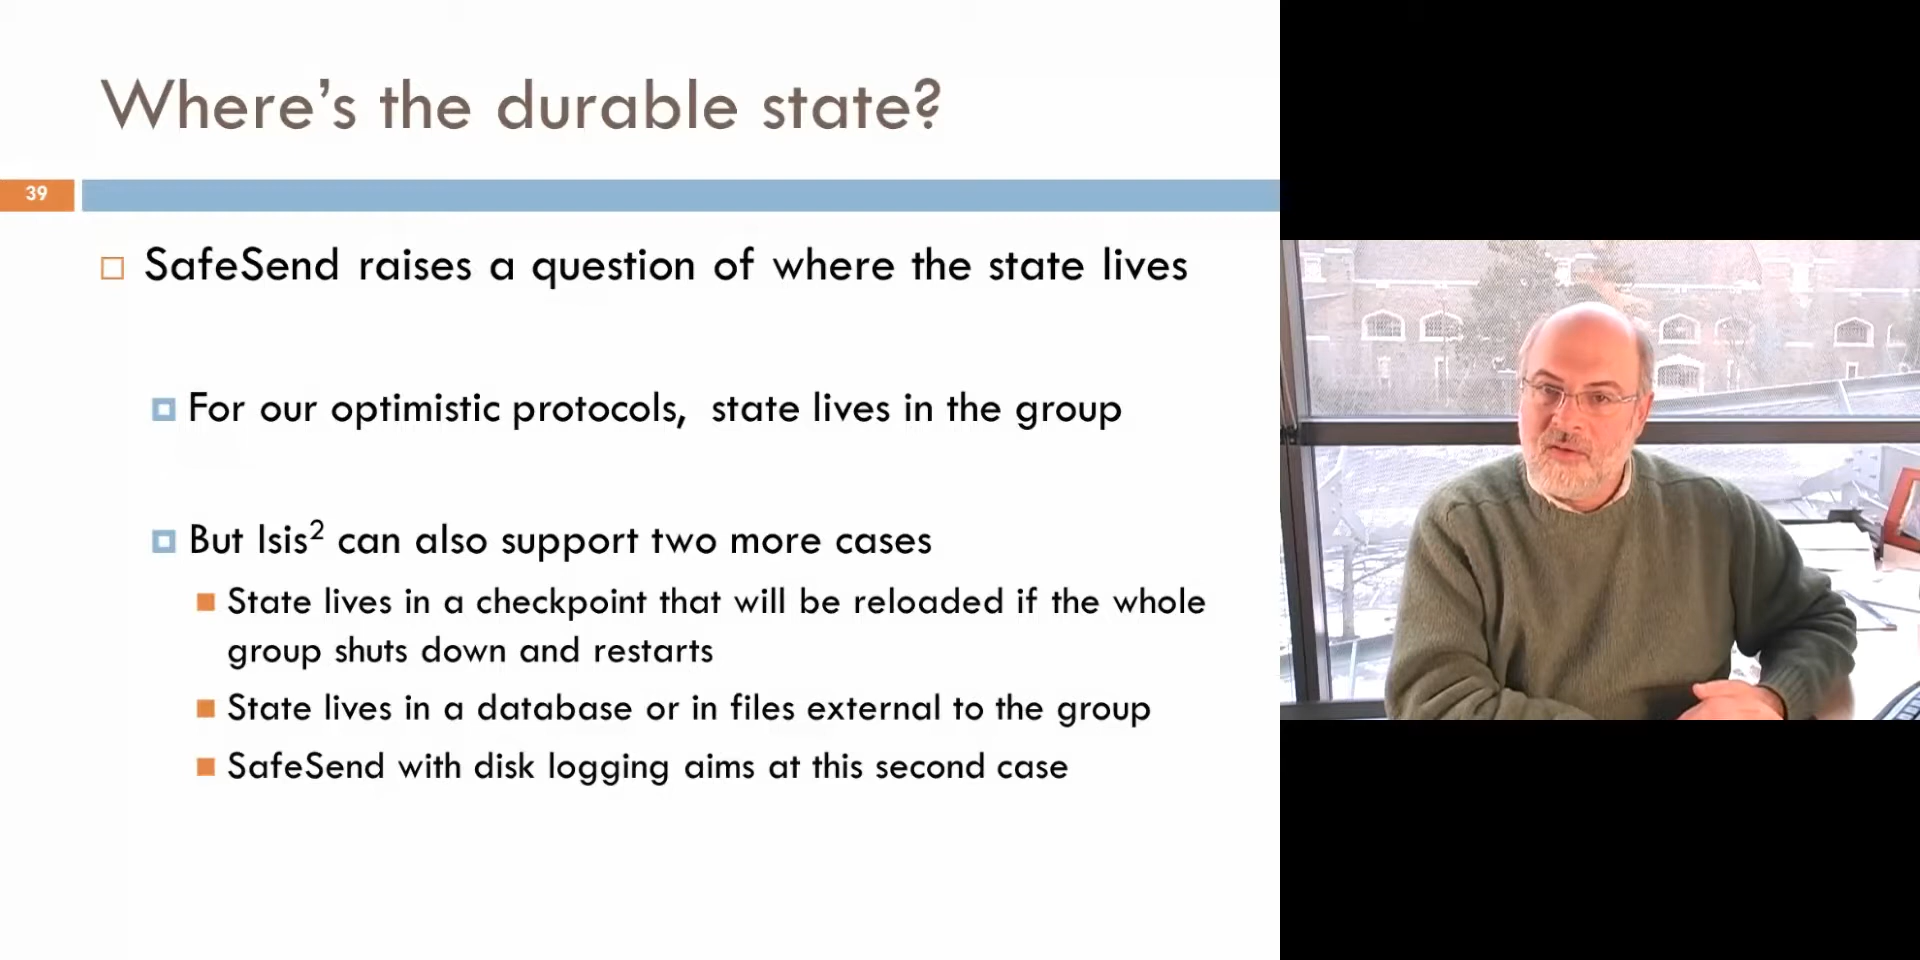 Where's the durable state?
39
SafeSend raises a question of where the state lives
For our optimistic protocols, state lives in the group
But Isis² can also support two more cases
State lives in a checkpoint that will be reloaded if the whole
group shuts down and restarts
State lives in a database or in files external to the group
SafeSend with disk logging aims at this second case